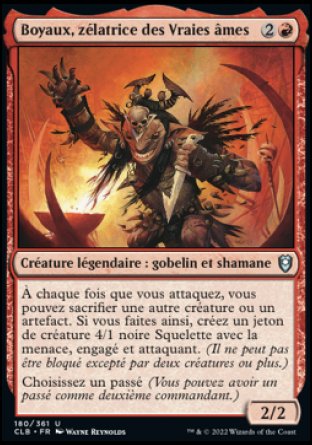 Boyaux, zélatrice des Vraies âmes 2
Créature légendaire : gobelin et shamane
À chaque fois que vous attaquez, vous
pouvez sacrifier une autre créature ou un
artefact. Si vous faites ainsi, créez un jeton
de créature 4/1 noire Squelette avec la
menace, engagé et attaquant. (Il ne peut pas
être bloqué excepté par deux créatures ou plus.)
Choisissez un passé (Vous pouvez avoir un
passé comme deuxième commandant.)
2/2
180/361 U
CLB • FR Wayne Reynolds
™ & © 2022 Wizards of the Coast